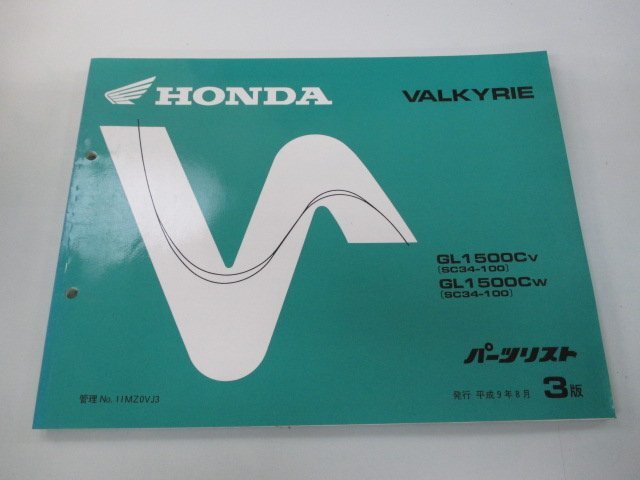 HONDA
VALKYRIE
GL1500CV
(SC34-100)
GL1500CW
(SC34-100)
パーツリスト
管理 No. 11MZ0VJ3
発行 平成9年8月 3版